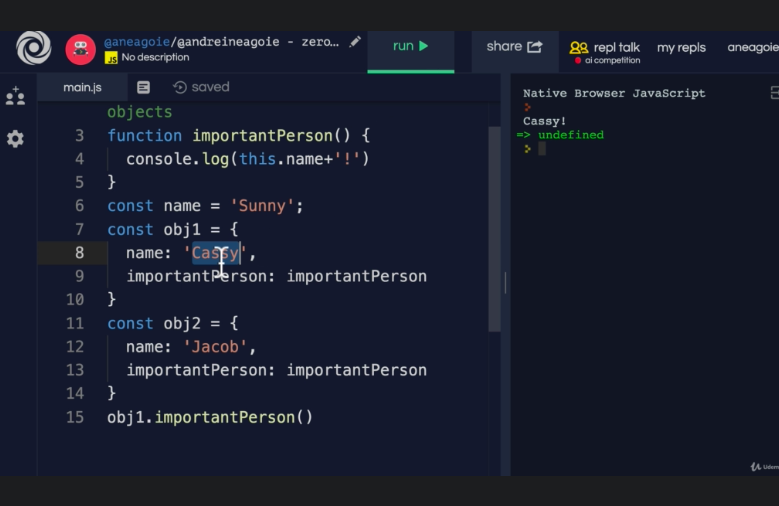 @aneagoie/@andreineagoie - zero...
JS No description
run
share
repl talk
ai competition
my repls
aneagoie
main.js
saved
objects
3 function importantPerson() {
4 console.log(this.name+'!')
5 }
6 const name = 'Sunny';
7 const obj1 = {
8 name: 'Cassy',
9 importantPerson: importantPerson
10 }
11 const obj2 = {
12 name: 'Jacob',
13 importantPerson: importantPerson
14 }
15 obj1.importantPerson()
Native Browser JavaScript
Cassy!
=> undefined
Udem